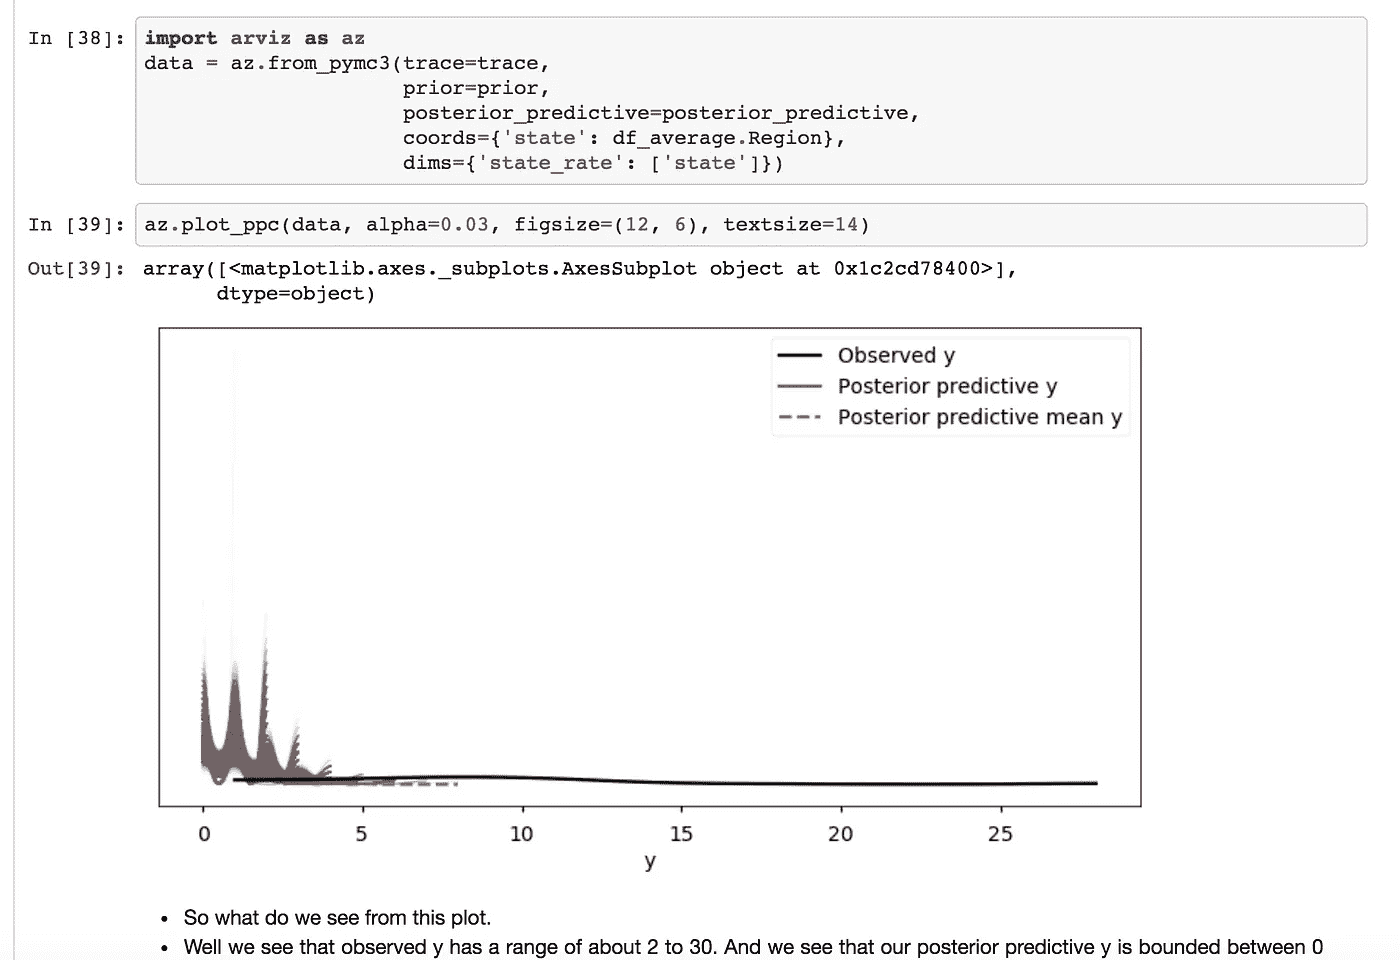 In [38]: import arviz as az
data = az.from_pymc3(trace=trace,
prior=prior,
posterior_predictive=posterior_predictive,
coords={'state': df_average.Region},
dims={'state_rate': ['state']})
In [39]: az.plot_ppc(data, alpha=0.03, figsize=(12, 6), textsize=14)
Out[39]: array([<matplotlib.axes._subplots.AxesSubplot object at 0x1c2cd78400>],
dtype=object)
Observed y
Posterior predictive y
Posterior predictive mean y
0 5 10 15 20 25
y
• So what do we see from this plot.
• Well we see that observed y has a range of about 2 to 30. And we see that our posterior predictive y is bounded between 0